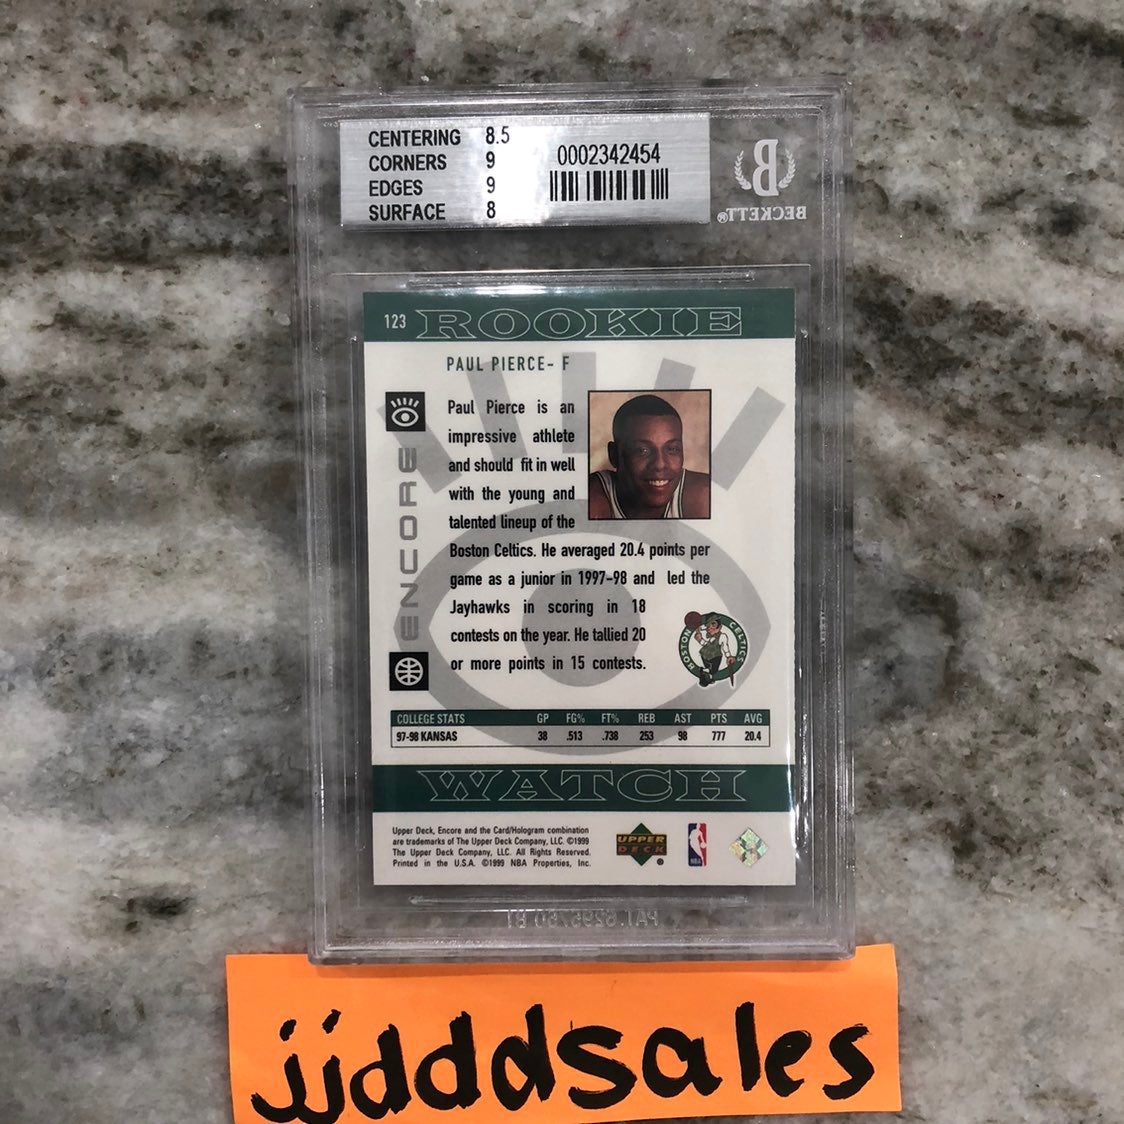 CENTERING 8.5
CORNERS 9
EDGES 9
SURFACE 8
0002342454
BECKETT®
123 ROOKIE
PAUL PIERCE- F
Paul Pierce is an
impressive athlete
and should fit in well
with the young and
talented lineup of the
Boston Celtics. He averaged 20.4 points per
game as a junior in 1997-98 and led the
Jayhawks in scoring in 18
contests on the year. He tallied 20
or more points in 15 contests.
ENCORE
BOSTON CELTICS
COLLEGE STATS GP FG% FT% REB AST PTS AVG
97-98 KANSAS 38 .513 .738 253 98 777 20.4
WATCH
Upper Deck, Encore and the Card/Hologram combination
are trademarks of The Upper Deck Company, LLC. ©1999
The Upper Deck Company, LLC. All Rights Reserved.
Printed in the U.S.A. ©1999 NBA Properties, Inc.
UPPER
DECK
®
NBA
jjdddsales